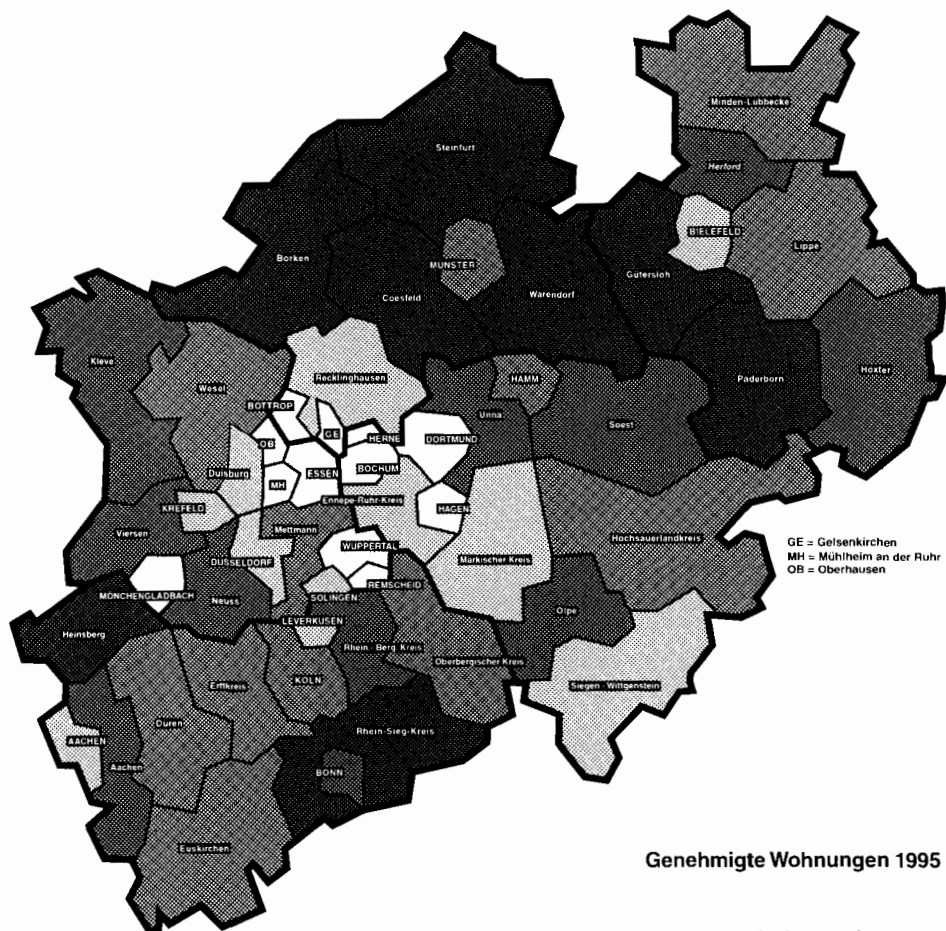 Minden-Lübbecke
Steinfurt
Herford
BIELEFELD
Lippe
Borken
MÜNSTER
Gütersloh
Coesfeld
Warendorf
Kleve
Recklinghausen
HAMM
Paderborn
Höxter
Wesel
BOTTROP
Unna
Soest
GE
HERNE
DORTMUND
OB
Duisburg
ESSEN
BOCHUM
MH
KREFELD
Ennepe-Ruhr-Kreis
HAGEN
Viersen
Mettmann
Hochsauerlandkreis
GE = Gelsenkirchen
MH = Mühlheim an der Ruhr
OB = Oberhausen
WUPPERTAL
DÜSSELDORF
Märkischer Kreis
REMSCHEID
MÖNCHENGLADBACH
Neuss
SOLINGEN
Olpe
LEVERKUSEN
Heinsberg
Rhein.-Berg. Kreis
Oberbergischer Kreis
Erftkreis
KÖLN
Siegen-Wittgenstein
Düren
Rhein-Sieg-Kreis
AACHEN
Aachen
BONN
Euskirchen
Genehmigte Wohnungen 1995